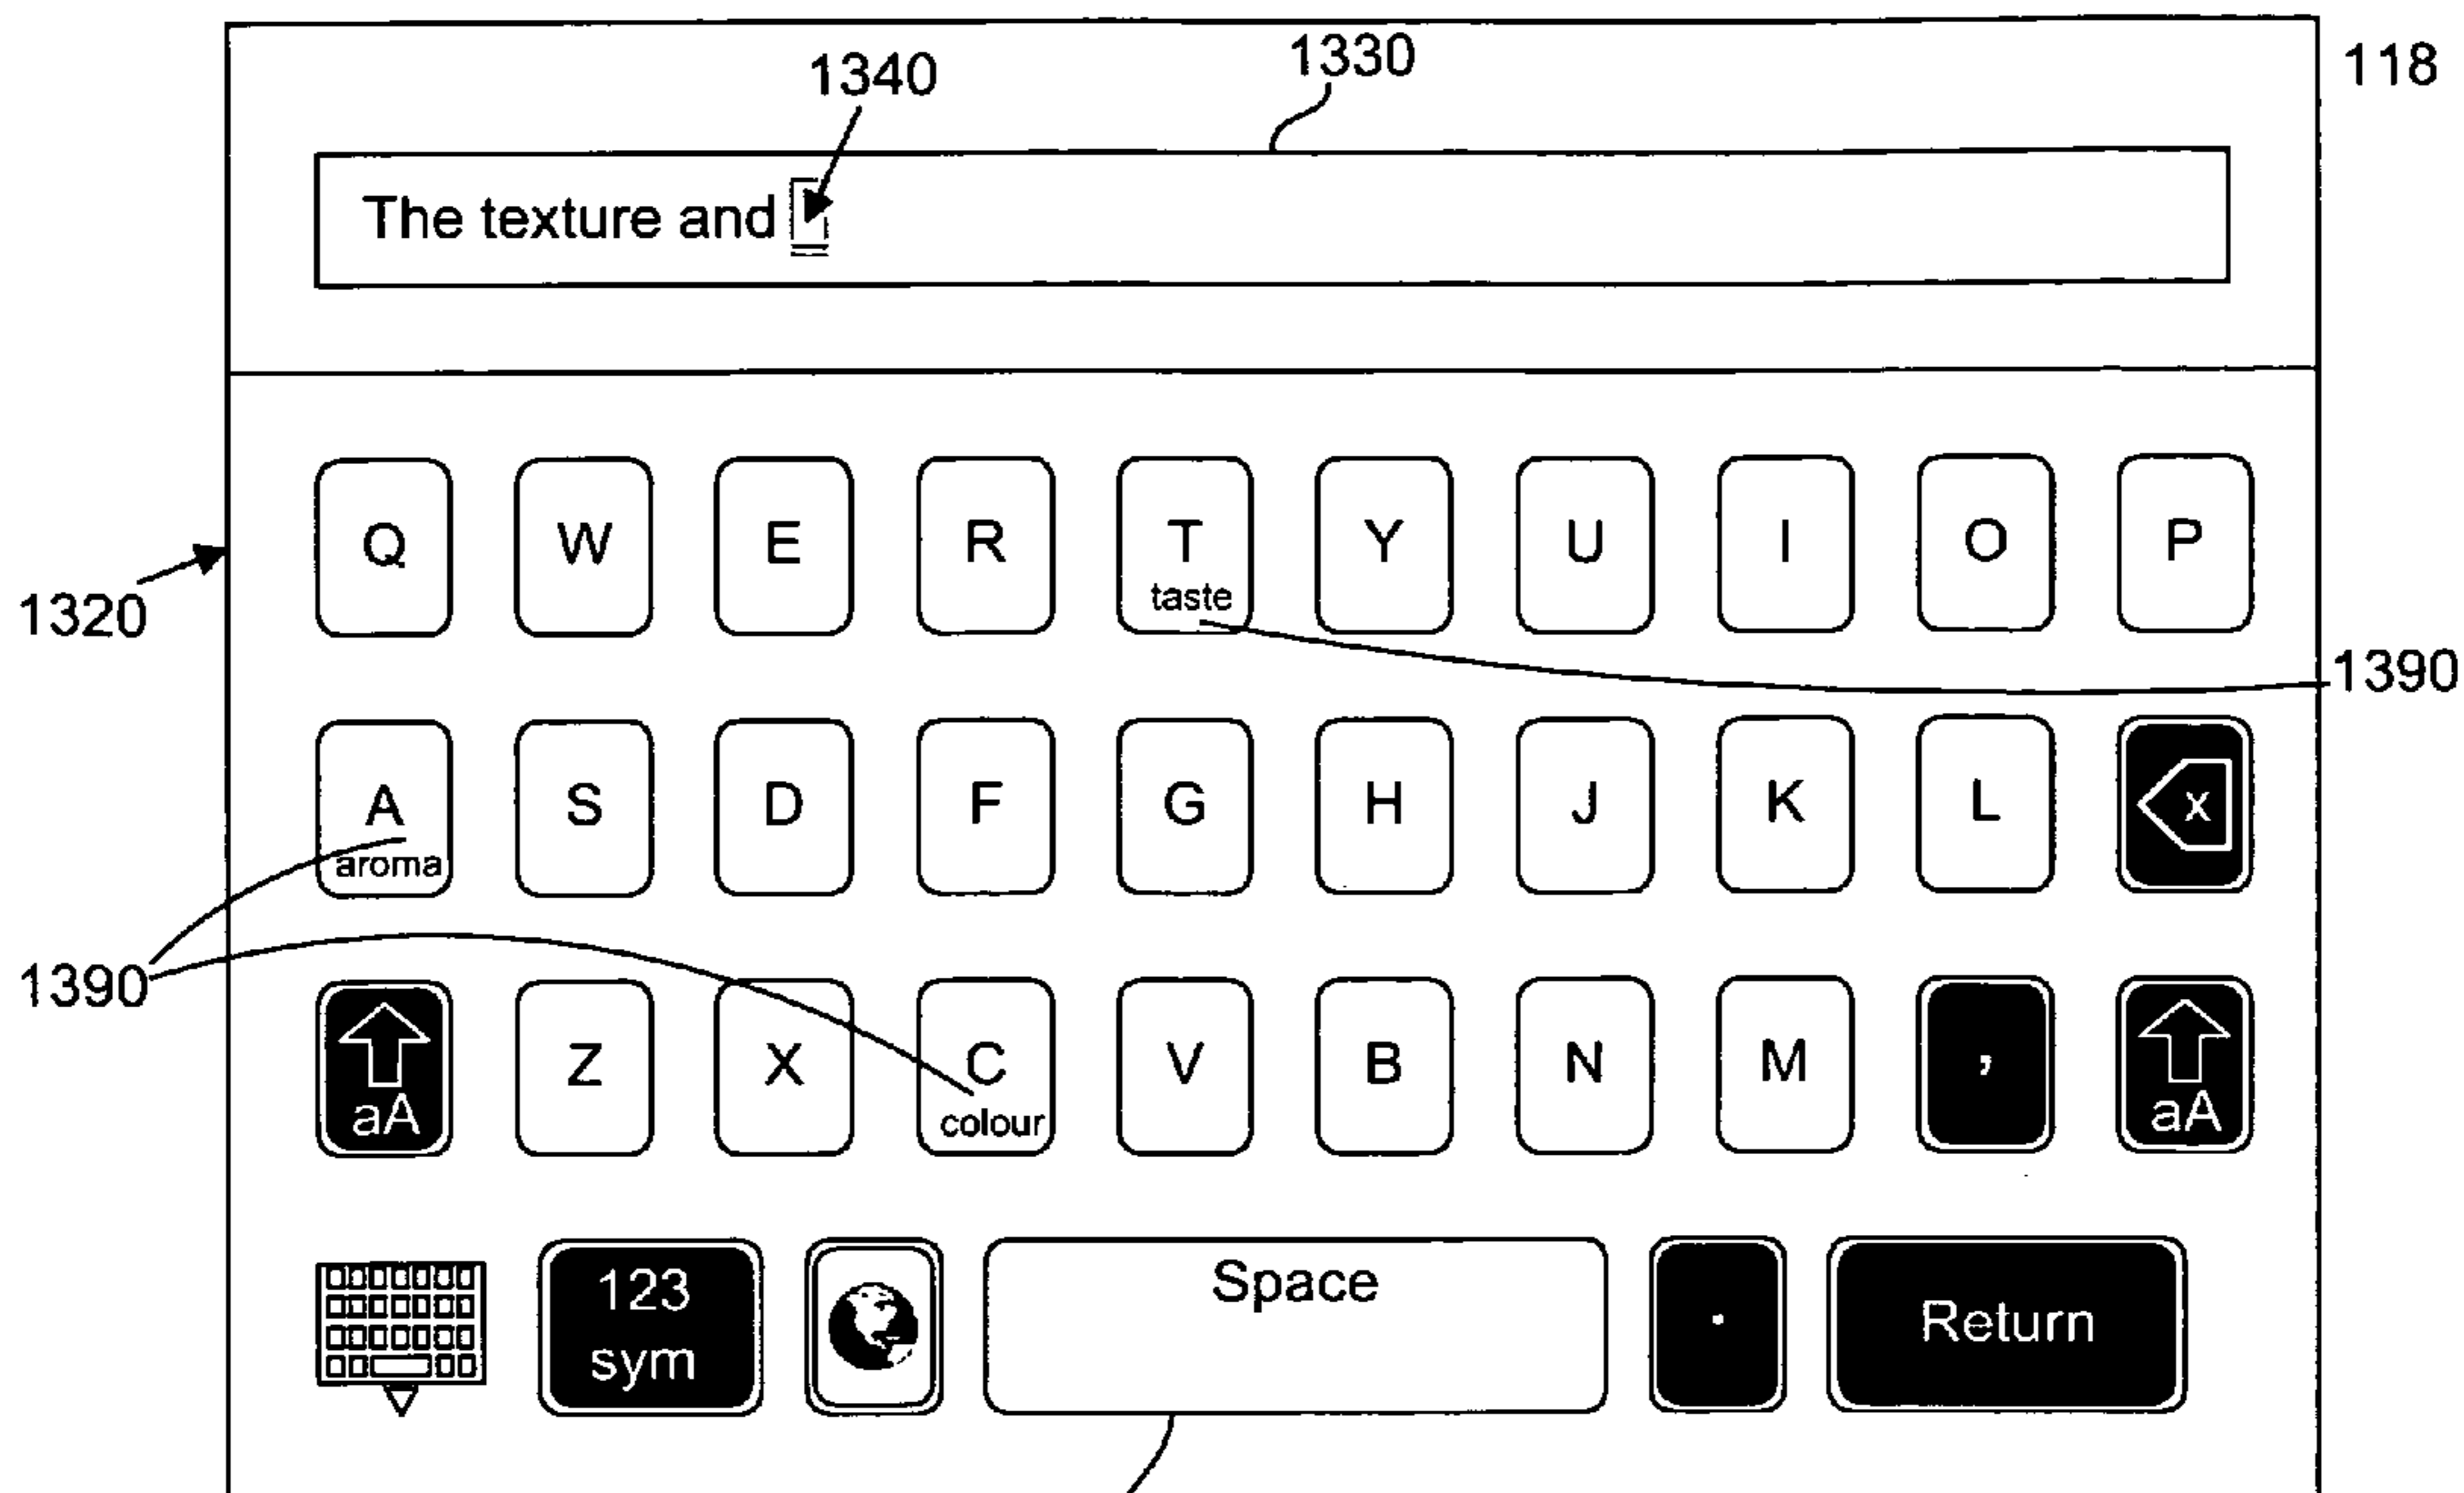 1340 1330 118
The texture and
Q W E R T Y U I O P
taste
1320
1390
A S D F G H J K L x
aroma
1390
aA Z X C V B N M , aA
colour
123 sym Space . Return